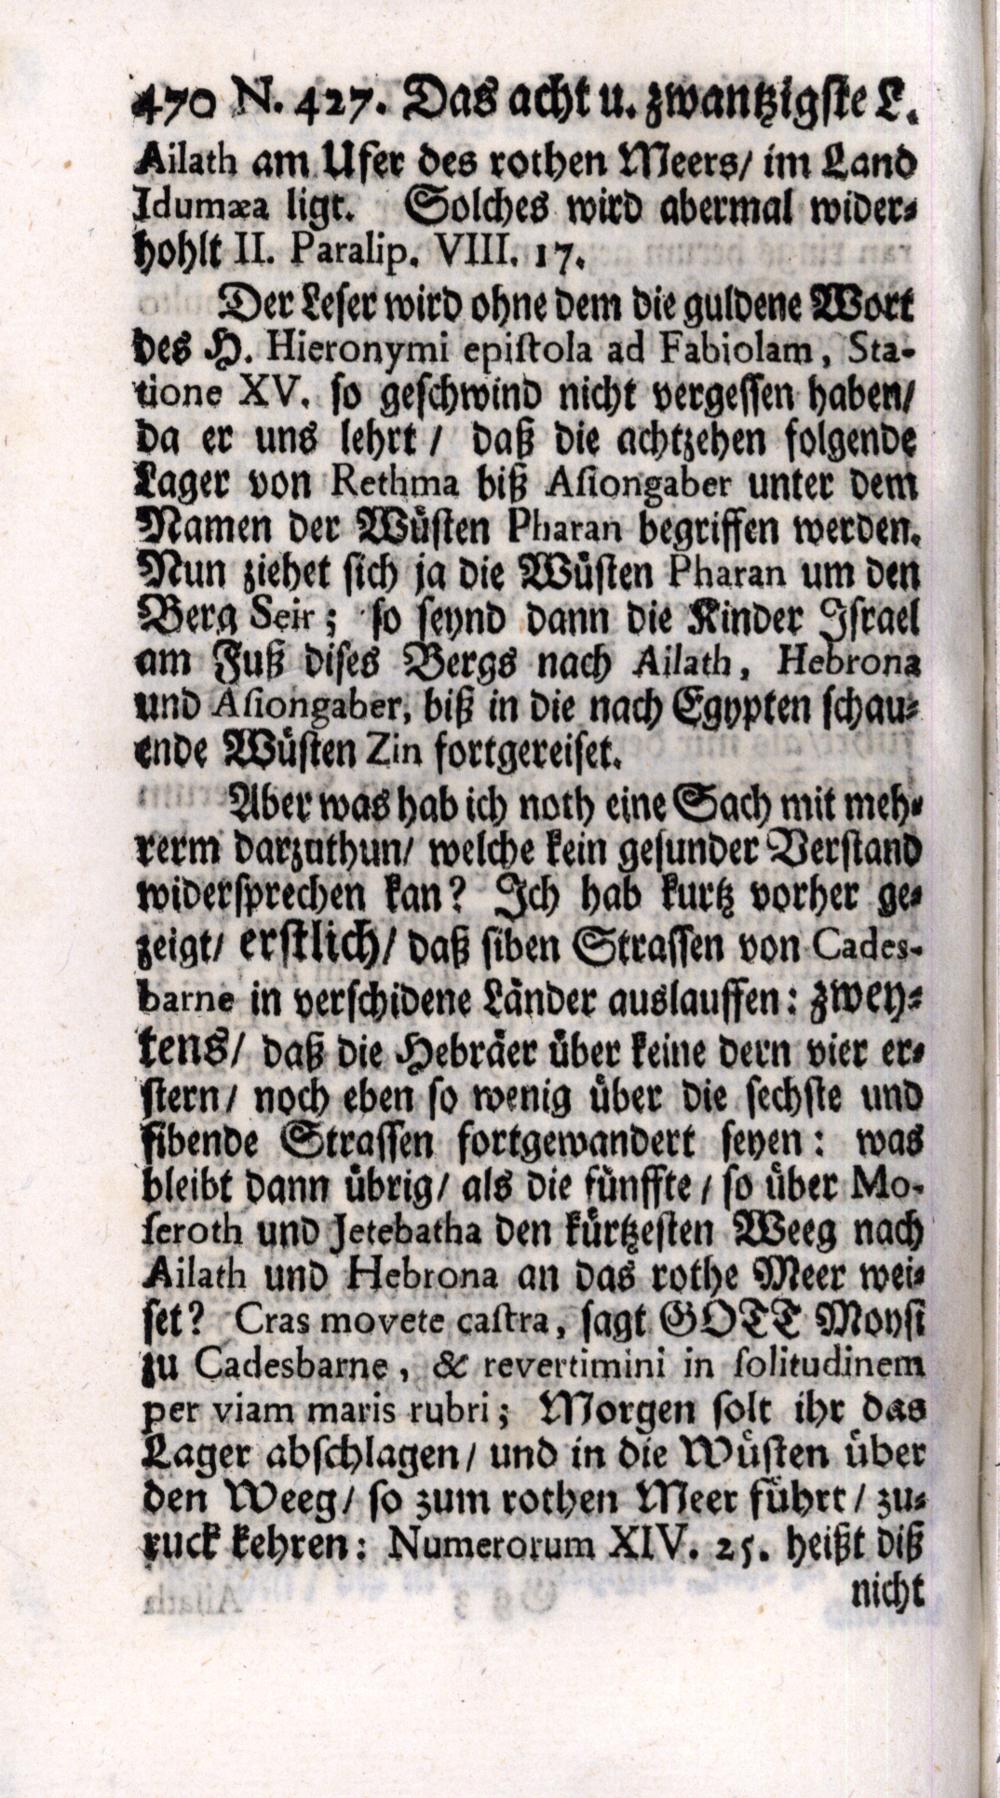 470 N. 427. Das acht u. zwantzigste L.
Ailath am Ufer des rothen Meers/ im Land
Idumæa ligt. Solches wird abermal wider-
hohlt II. Paralip. VIII. 17.
Der Leser wird ohne dem die guldene Wort
des H. Hieronymi epistola ad Fabiolam, Sta-
tione XV. so geschwind nicht vergessen haben/
da er uns lehrt / daß die achtzehen folgende
Lager von Rethma biß Asiongaber unter dem
Namen der Wüsten Pharan begriffen werden.
Nun ziehet sich ja die Wüsten Pharan um den
Berg Seir; so seynd dann die Kinder Israel
am Fuß dises Bergs nach Ailath, Hebrona
und Asiongaber, biß in die nach Egypten schau-
ende Wüsten Zin fortgereiset.
Aber was hab ich noth eine Sach mit meh-
rerm darzuthun/ welche kein gesunder Verstand
widersprechen kan? Ich hab kurtz vorher ge-
zeigt/ erstlich/ daß siben Strassen von Cades-
barne in verschidene Länder auslauffen: zwey-
tens/ daß die Hebräer über keine dern vier er-
stern/ noch eben so wenig über die sechste und
sibende Strassen fortgewandert seyen: was
bleibt dann übrig/ als die fünffte / so über Mo-
seroth und Jetebatha den kürtzesten Weeg nach
Ailath und Hebrona an das rothe Meer wei-
set? Cras movete castra, sagt GOTT Moysi
zu Cadesbarne, & revertimini in solitudinem
per viam maris rubri; Morgen solt ihr das
Lager abschlagen/ und in die Wüsten über
den Weeg/ so zum rothen Meer führt / zu-
ruck kehren: Numerorum XIV. 25. heißt diß
nicht